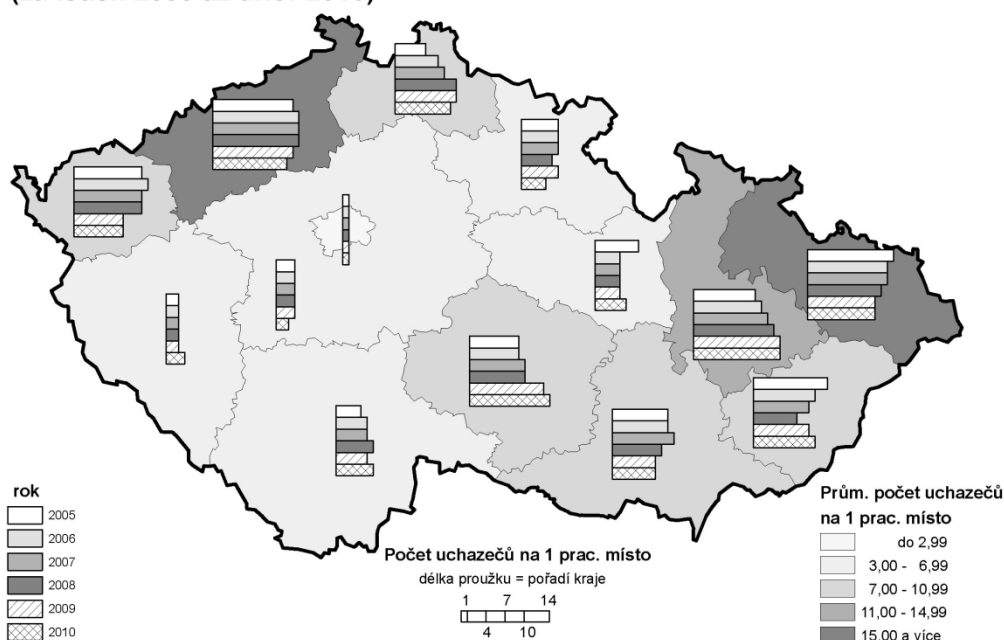 rok
2005
2006
2007
2008
2009
2010
Počet uchazečů na 1 prac. místo
délka proužku = pořadí kraje
1 7 14
4 10
Prům. počet uchazečů
na 1 prac. místo
do 2,99
3,00 - 6,99
7,00 - 10,99
11,00 - 14,99
15,00 a více